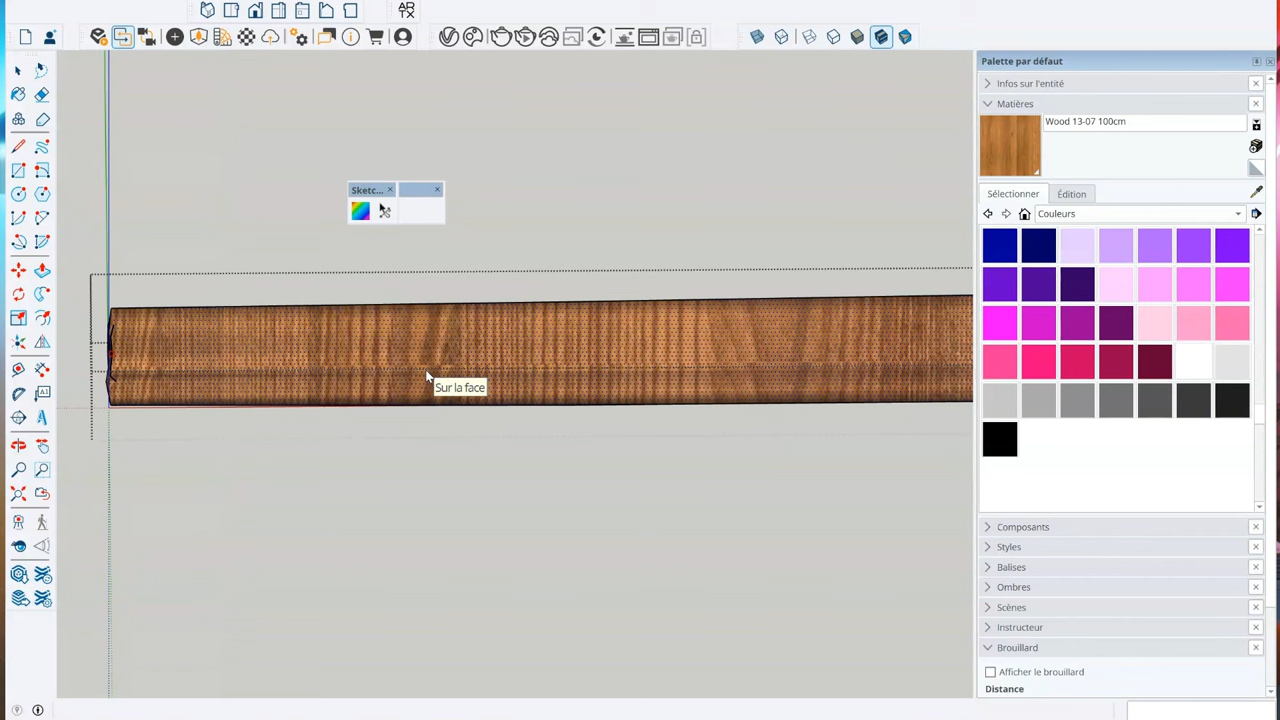 AR
Palette par défaut
Infos sur l'entité
Matières
Wood 13-07 100cm
Sketc...
Sélectionner
Édition
Couleurs
Sur la face
Composants
Styles
Balises
Ombres
Scènes
Instructeur
Brouillard
Afficher le brouillard
Distance